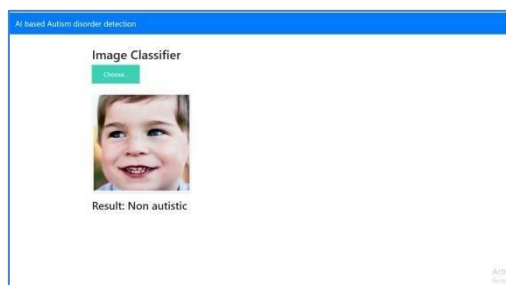 AI based Autism disorder detection
Image Classifier
Choose..
Result: Non autistic